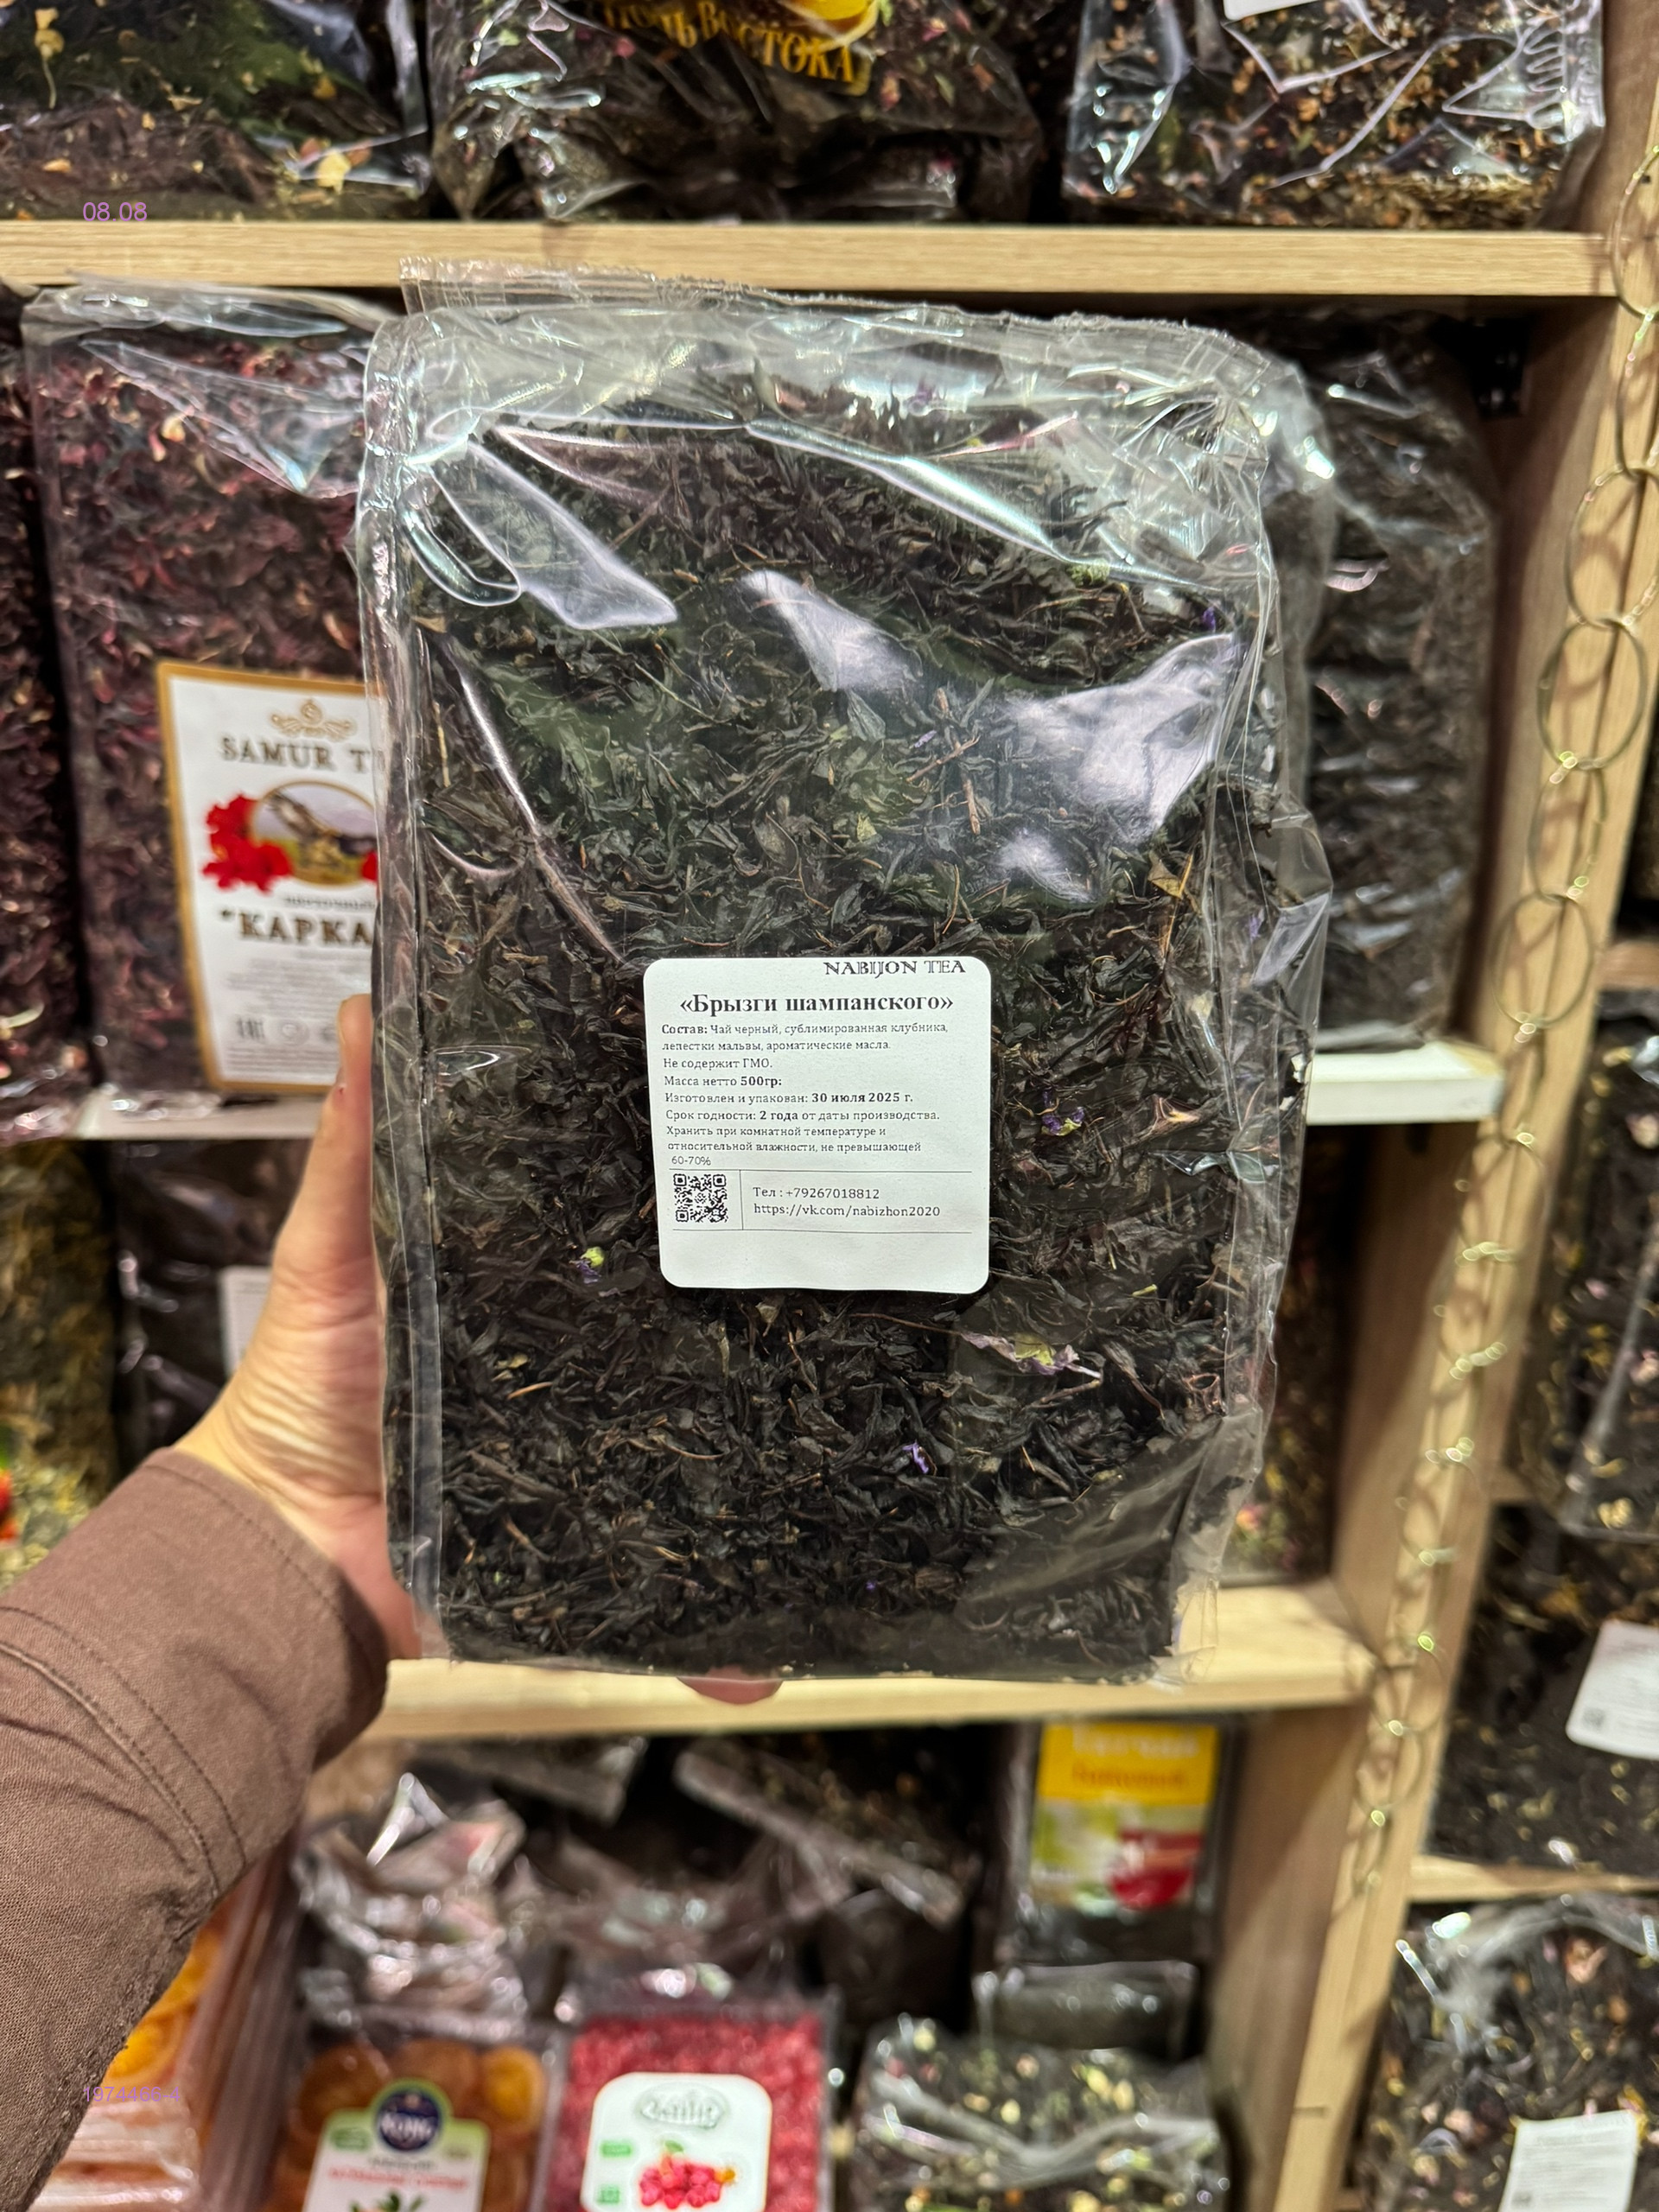 ВОСТОКА
08.08
SAMUR
"КАРКА
NABIJON TEA
«Брызги шампанского»
Состав: Чай черный, сублимированная клубника,
лепестки мальвы, ароматические масла.
Не содержит ГМО.
Масса нетто 500гр:
Изготовлен и упакован: 30 июля 2025 г.
Срок годности: 2 года от даты производства.
Хранить при комнатной температуре и
относительной влажности, не превышающей
60-70%
Тел : +79267018812
https://vk.com/nabizhon2020
1974466-4